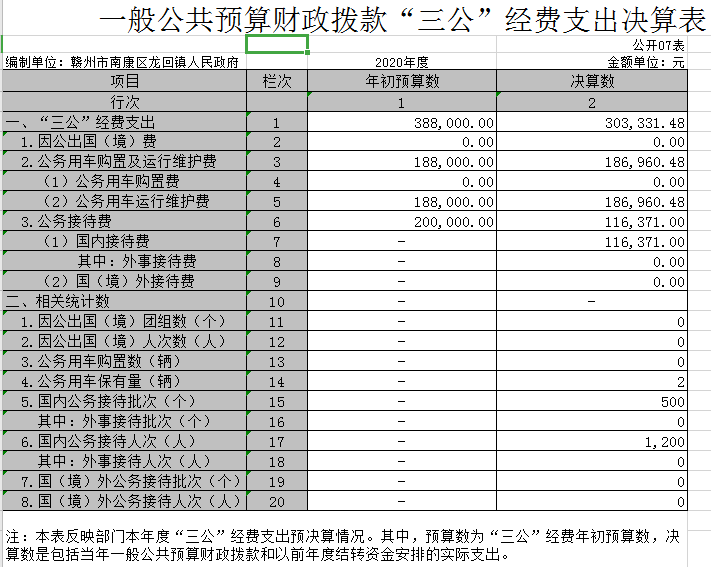 一般公共预算财政拨款“三公”经费支出决算表
公开07表
编制单位：赣州市南康区龙回镇人民政府 2020年度 金额单位：元
项目 栏次 年初预算数 决算数
行次 1 2
一、“三公”经费支出 1 388,000.00 303,331.48
1.因公出国（境）费 2 0.00 0.00
2.公务用车购置及运行维护费 3 188,000.00 186,960.48
（1）公务用车购置费 4 0.00 0.00
（2）公务用车运行维护费 5 188,000.00 186,960.48
3.公务接待费 6 200,000.00 116,371.00
（1）国内接待费 7 — 116,371.00
其中：外事接待费 8 — 0.00
（2）国（境）外接待费 9 — 0.00
二、相关统计数 10 — —
1.因公出国（境）团组数（个） 11 — 0
2.因公出国（境）人次数（人） 12 — 0
3.公务用车购置数（辆） 13 — 0
4.公务用车保有量（辆） 14 — 2
5.国内公务接待批次（个） 15 — 500
其中：外事接待批次（个） 16 — 0
6.国内公务接待人次（人） 17 — 1,200
其中：外事接待人次（人） 18 — 0
7.国（境）外公务接待批次（个） 19 — 0
8.国（境）外公务接待人次（人） 20 — 0
注：本表反映部门本年度“三公”经费支出预决算情况。其中，预算数为“三公”经费年初预算数，决
算数是包括当年一般公共预算财政拨款和以前年度结转资金安排的实际支出。